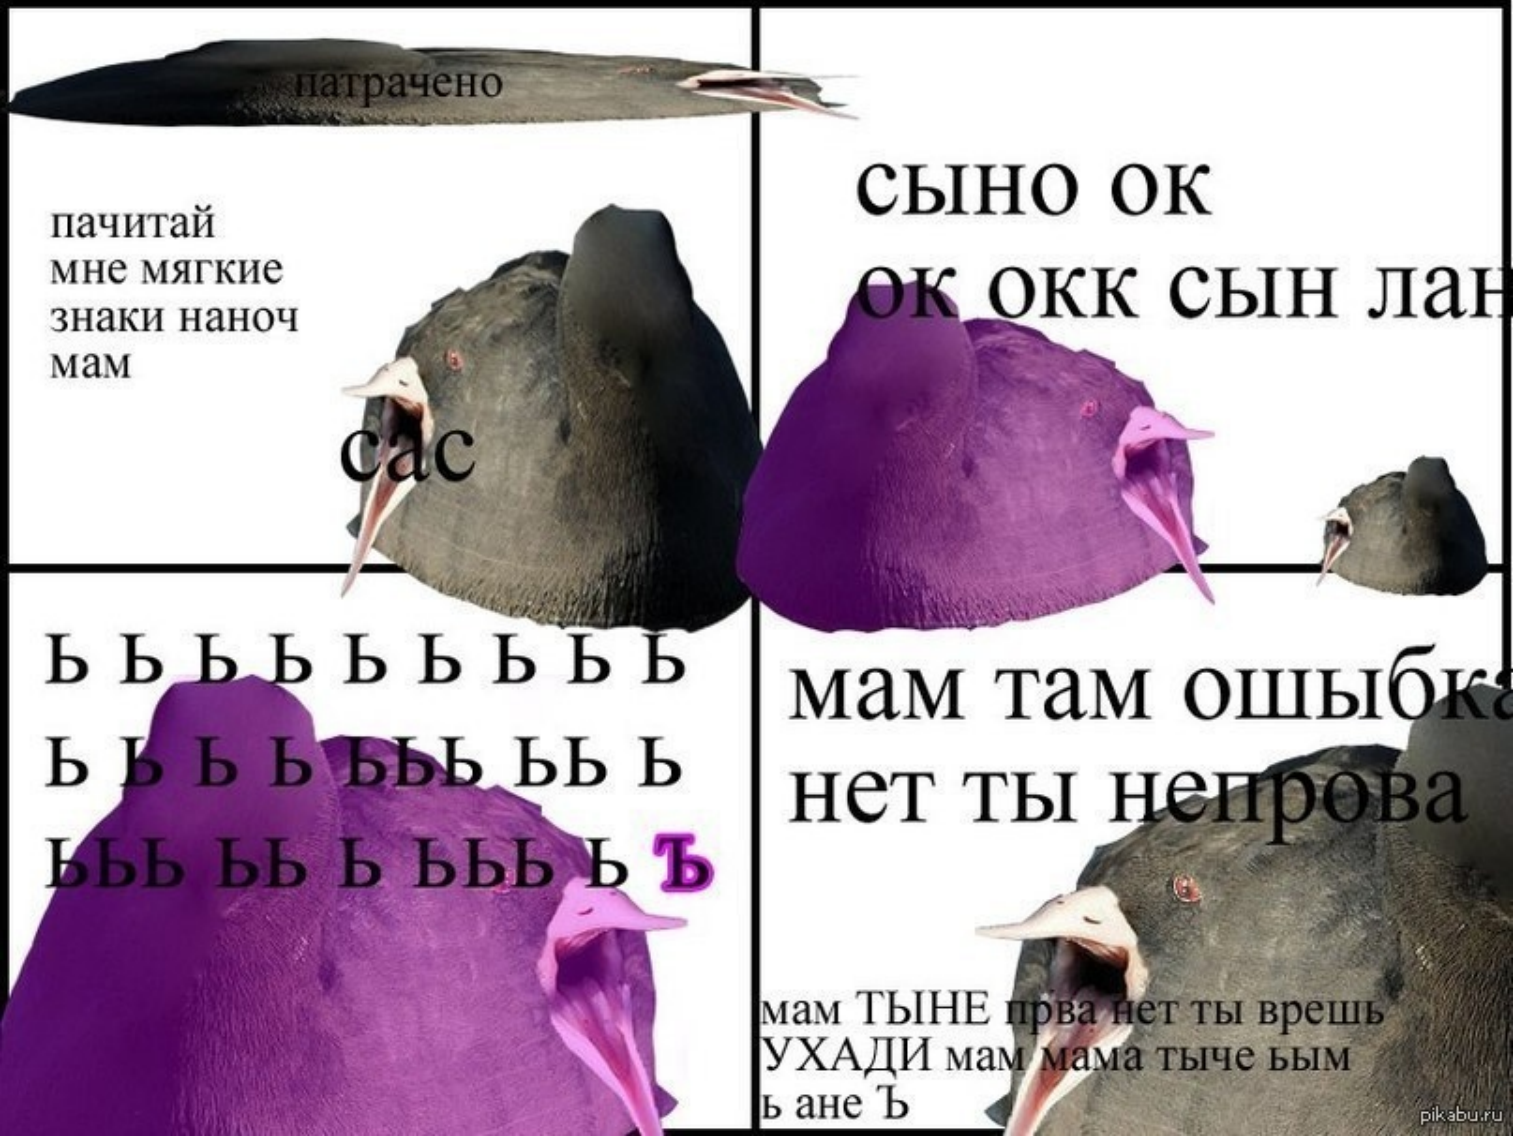 патрачено
пачитай
мне мягкие
знаки наноч
мам
сас
сыно ок
ок окк сын лан
ь ь ь ь ь ь ь ь ь
ь ь ь ь ььь ьь ь
ььь ьь ь ььь ь Ъ
мам там ошыбка
нет ты непрова
мам ТЫНЕ прва нет ты врешь
УХАДИ мам мама тыче ьым
ь ане Ъ
pikabu.ru